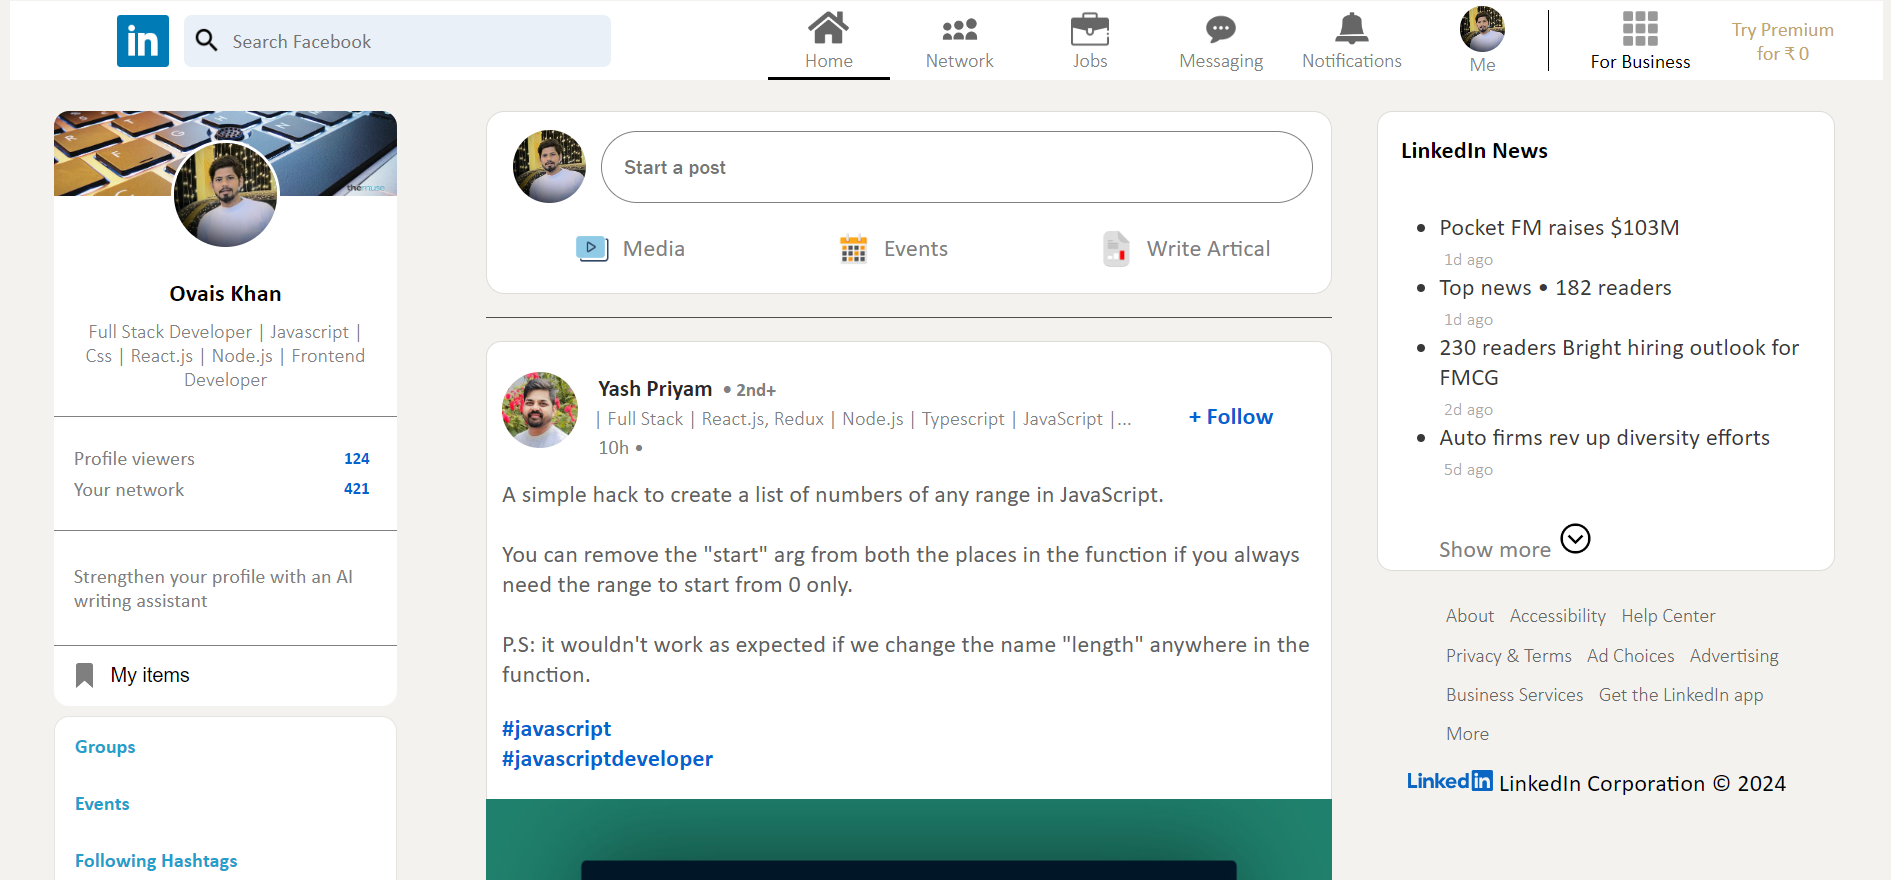 in
Search Facebook
Home
Network
Jobs
Messaging
Notifications
Me
For Business
Try Premium
for ₹ 0
themuse
Ovais Khan
Full Stack Developer | Javascript |
Css | React.js | Node.js | Frontend
Developer
Profile viewers 124
Your network 421
Strengthen your profile with an AI
writing assistant
My items
Groups
Events
Following Hashtags
Start a post
Media
Events
Write Artical
Yash Priyam • 2nd+
| Full Stack | React.js, Redux | Node.js | Typescript | JavaScript |...
10h •
+ Follow
A simple hack to create a list of numbers of any range in JavaScript.
You can remove the "start" arg from both the places in the function if you always
need the range to start from 0 only.
P.S: it wouldn't work as expected if we change the name "length" anywhere in the
function.
#javascript
#javascriptdeveloper
LinkedIn News
• Pocket FM raises $103M
1d ago
• Top news • 182 readers
1d ago
• 230 readers Bright hiring outlook for
FMCG
2d ago
• Auto firms rev up diversity efforts
5d ago
Show more
About Accessibility Help Center
Privacy & Terms Ad Choices Advertising
Business Services Get the LinkedIn app
More
Linkedin LinkedIn Corporation © 2024